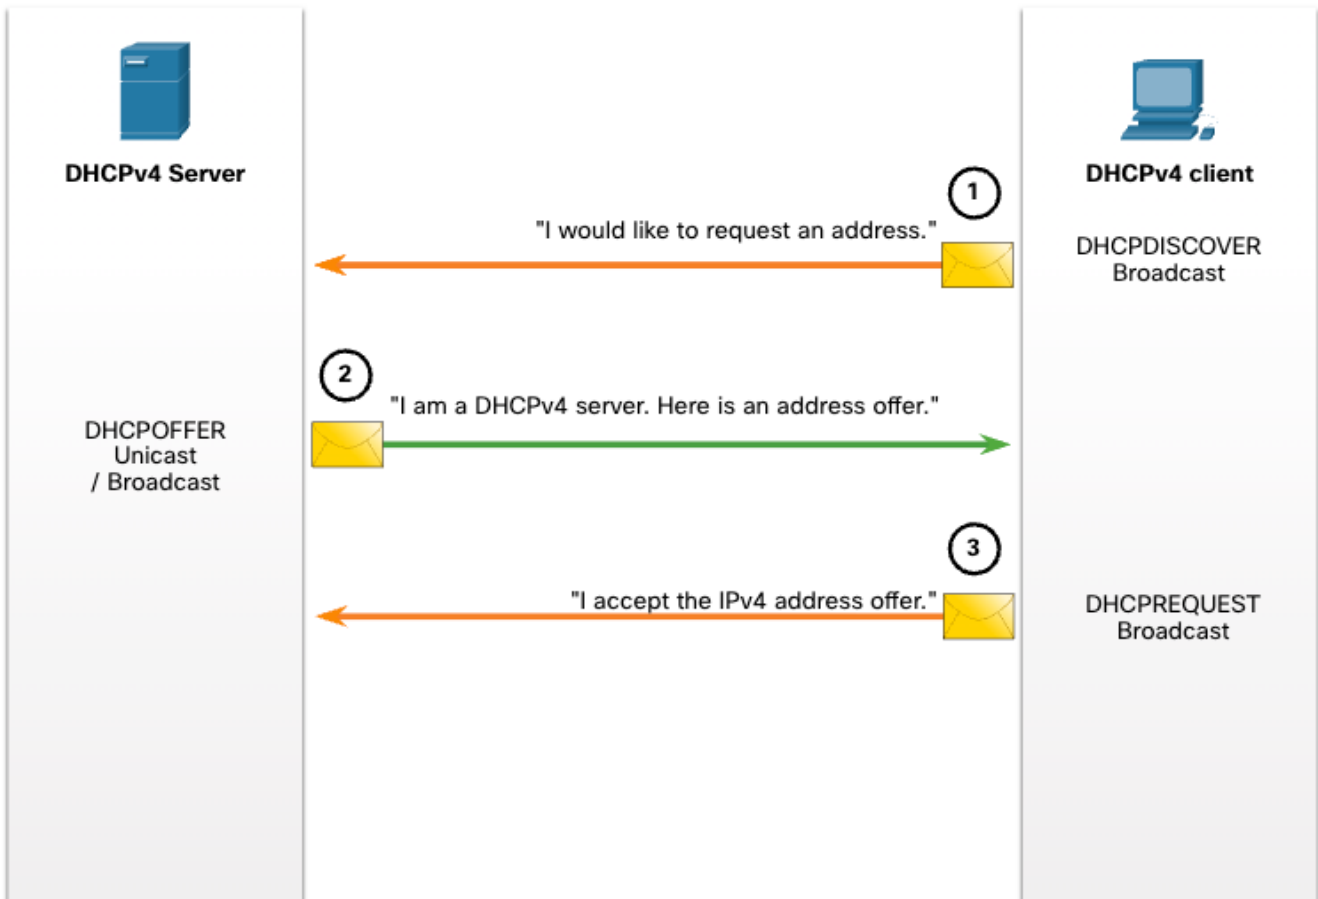 DHCPv4 Server
DHCPv4 client
1
"I would like to request an address."
DHCPDISCOVER
Broadcast
2
"I am a DHCPv4 server. Here is an address offer."
DHCPOFFER
Unicast
/ Broadcast
3
"I accept the IPv4 address offer."
DHCPREQUEST
Broadcast